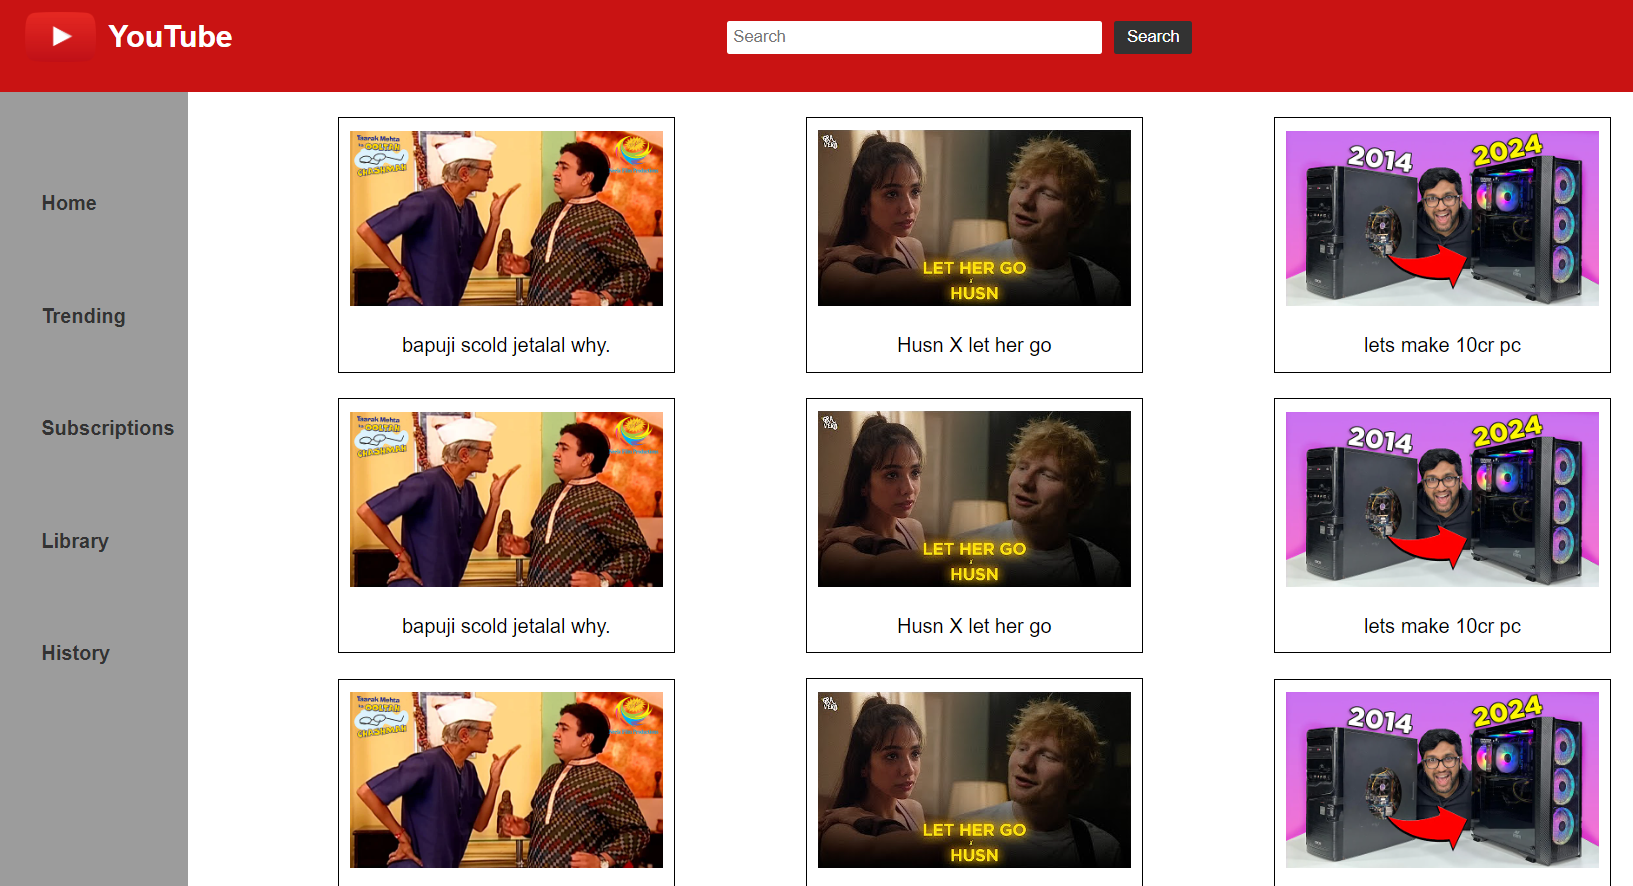 YouTube
Search
Search
Home
Trending
Subscriptions
Library
History
Taarak Mehta
ka OOLTAH
CHASHMAH
LET HER GO
x
HUSN
2014
2024
bapuji scold jetalal why.
Husn X let her go
lets make 10cr pc
Taarak Mehta
ka OOLTAH
CHASHMAH
LET HER GO
x
HUSN
2014
2024
bapuji scold jetalal why.
Husn X let her go
lets make 10cr pc
Taarak Mehta
ka OOLTAH
CHASHMAH
LET HER GO
x
HUSN
2014
2024